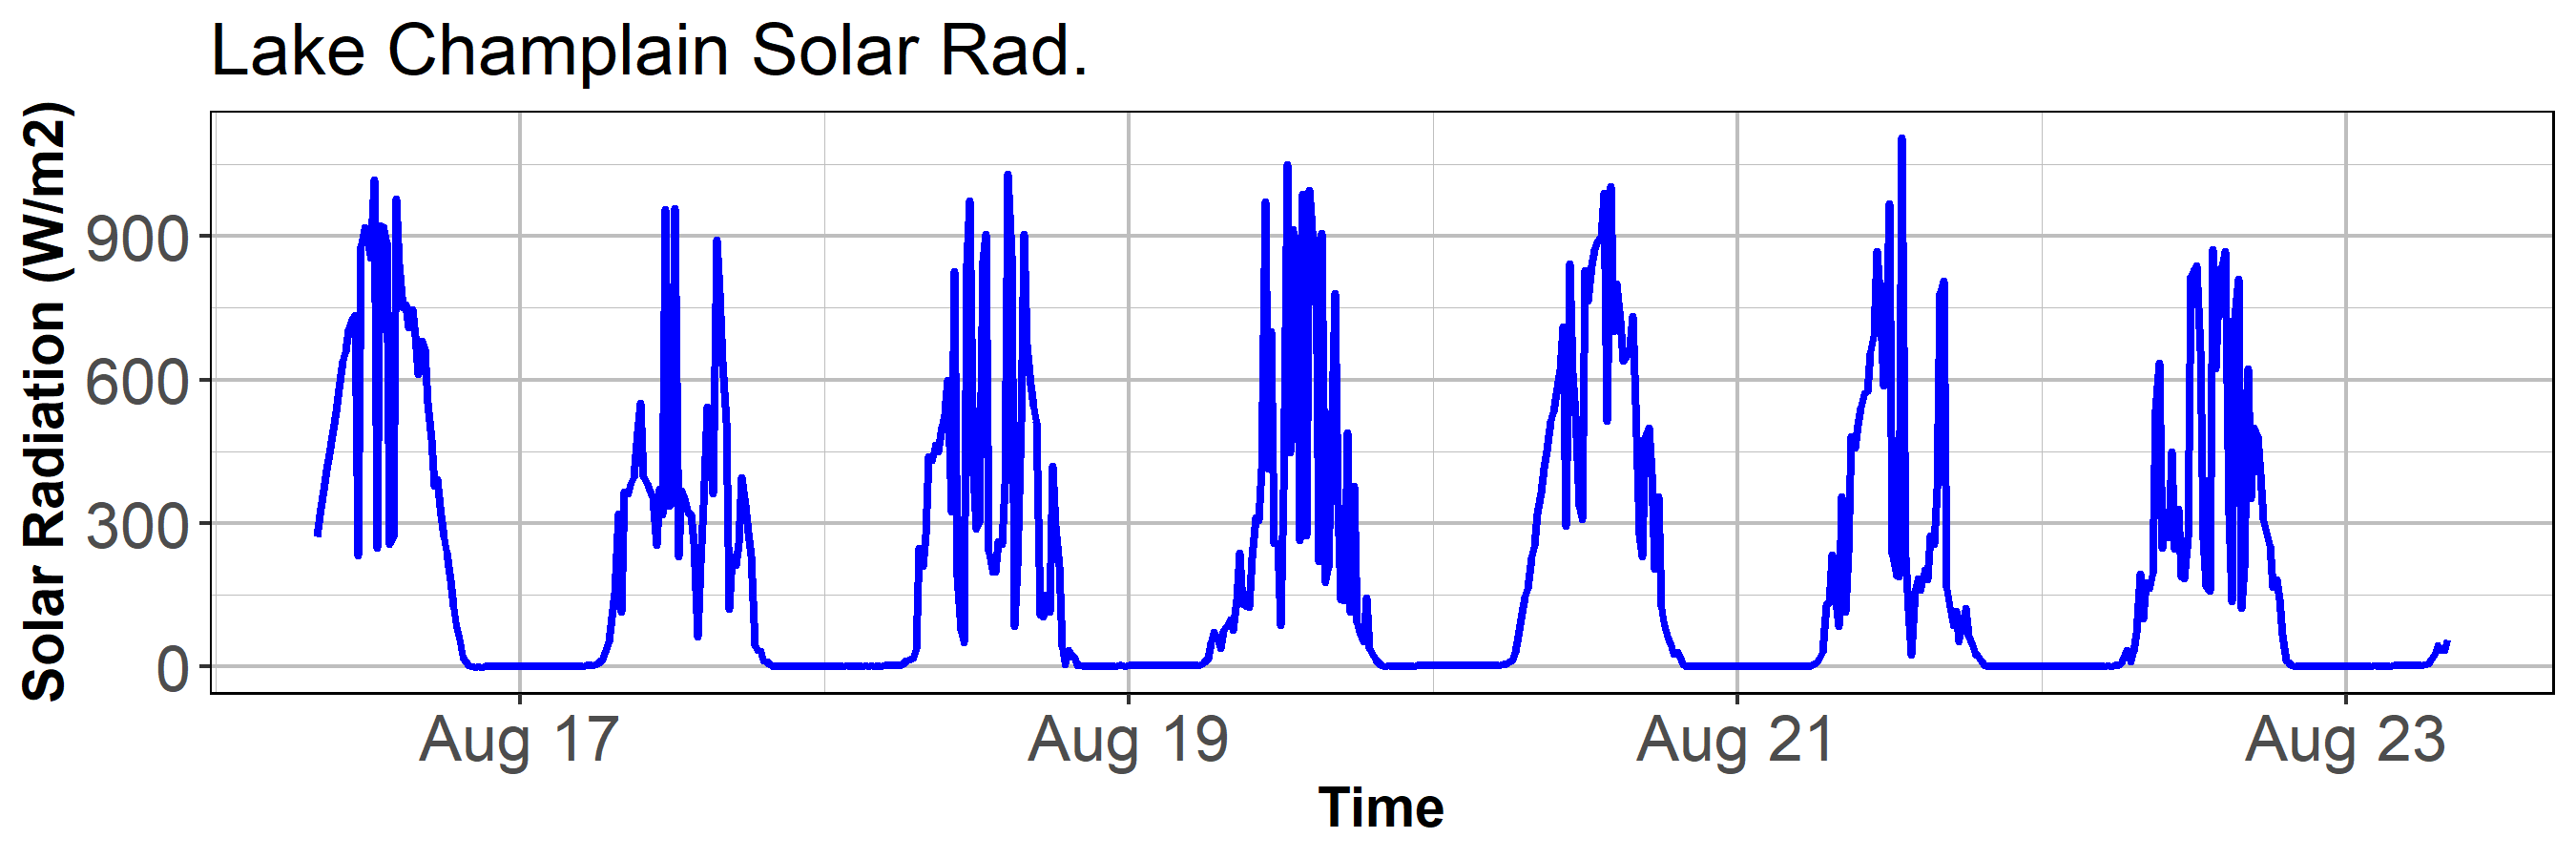 Lake Champlain Solar Rad.
Solar Radiation (W/m2)
900
600
300
0
Aug 17
Aug 19
Aug 21
Aug 23
Time